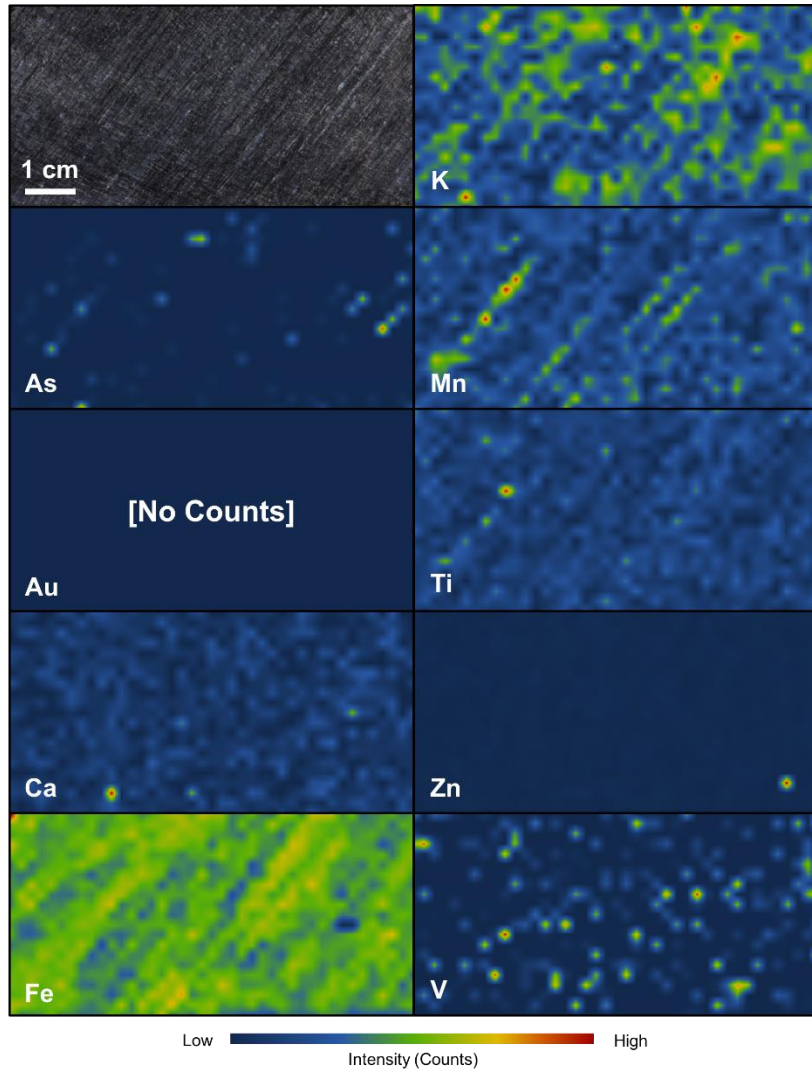 1 cm
K
As
Mn
[No Counts]
Au
Ti
Ca
Zn
Fe
V
Low High
Intensity (Counts)